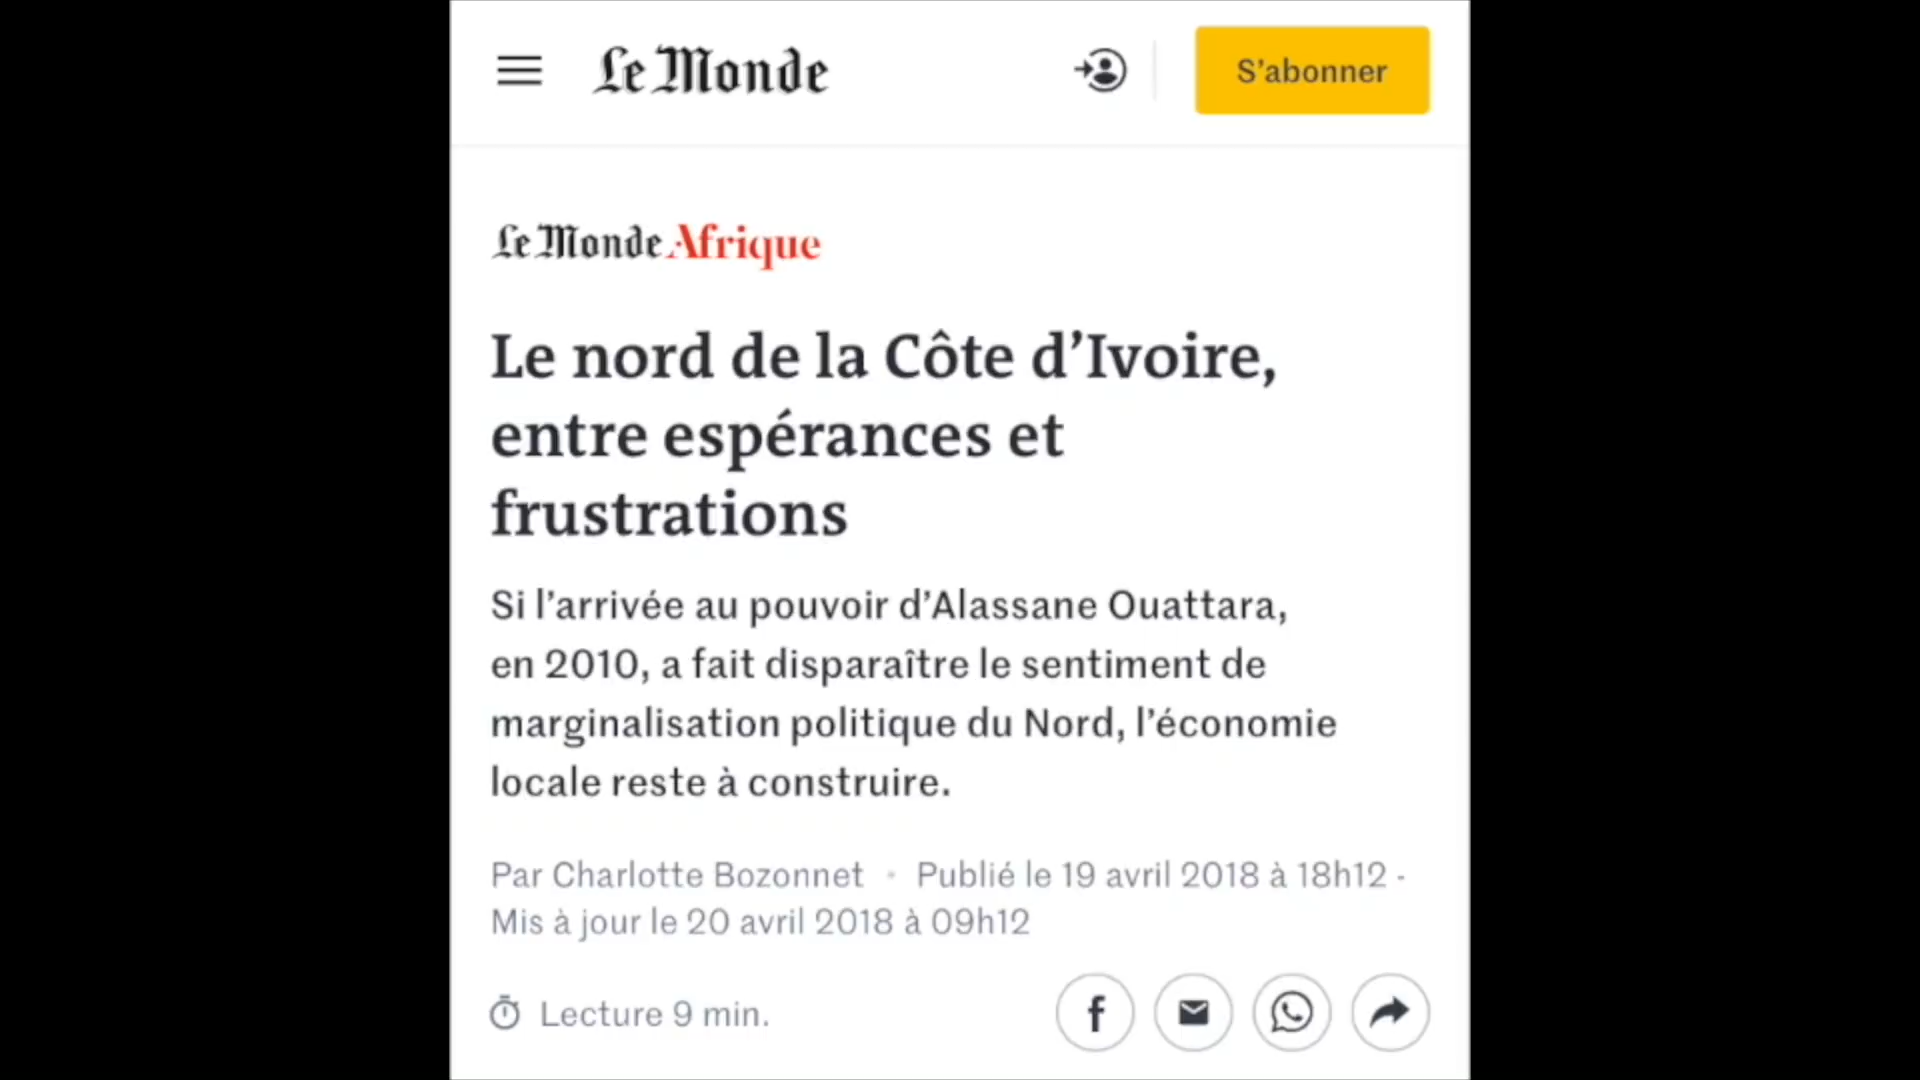 Le Monde
S’abonner
Le Monde Afrique
Le nord de la Côte d’Ivoire,
entre espérances et
frustrations
Si l’arrivée au pouvoir d’Alassane Ouattara,
en 2010, a fait disparaître le sentiment de
marginalisation politique du Nord, l’économie
locale reste à construire.
Par Charlotte Bozonnet • Publié le 19 avril 2018 à 18h12 -
Mis à jour le 20 avril 2018 à 09h12
Lecture 9 min.